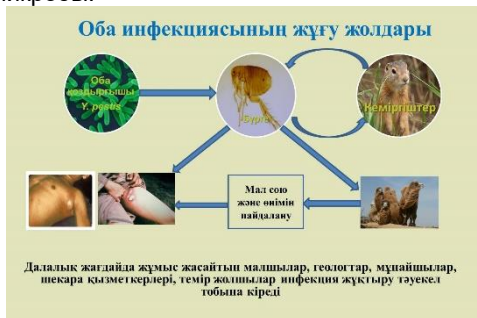 Оба инфекциясының жұғу жолдары
Оба
қоздырғышы
Y. pestis
Бүрге
Кеміргіштер
Мал сою
және өнімін
пайдалану
Далалық жағдайда жұмыс жасайтын малшылар, геологтар, мұнайшылар,
шекара қызметкерлері, темір жолшылар инфекция жұқтыру тәуекел
тобына кіреді